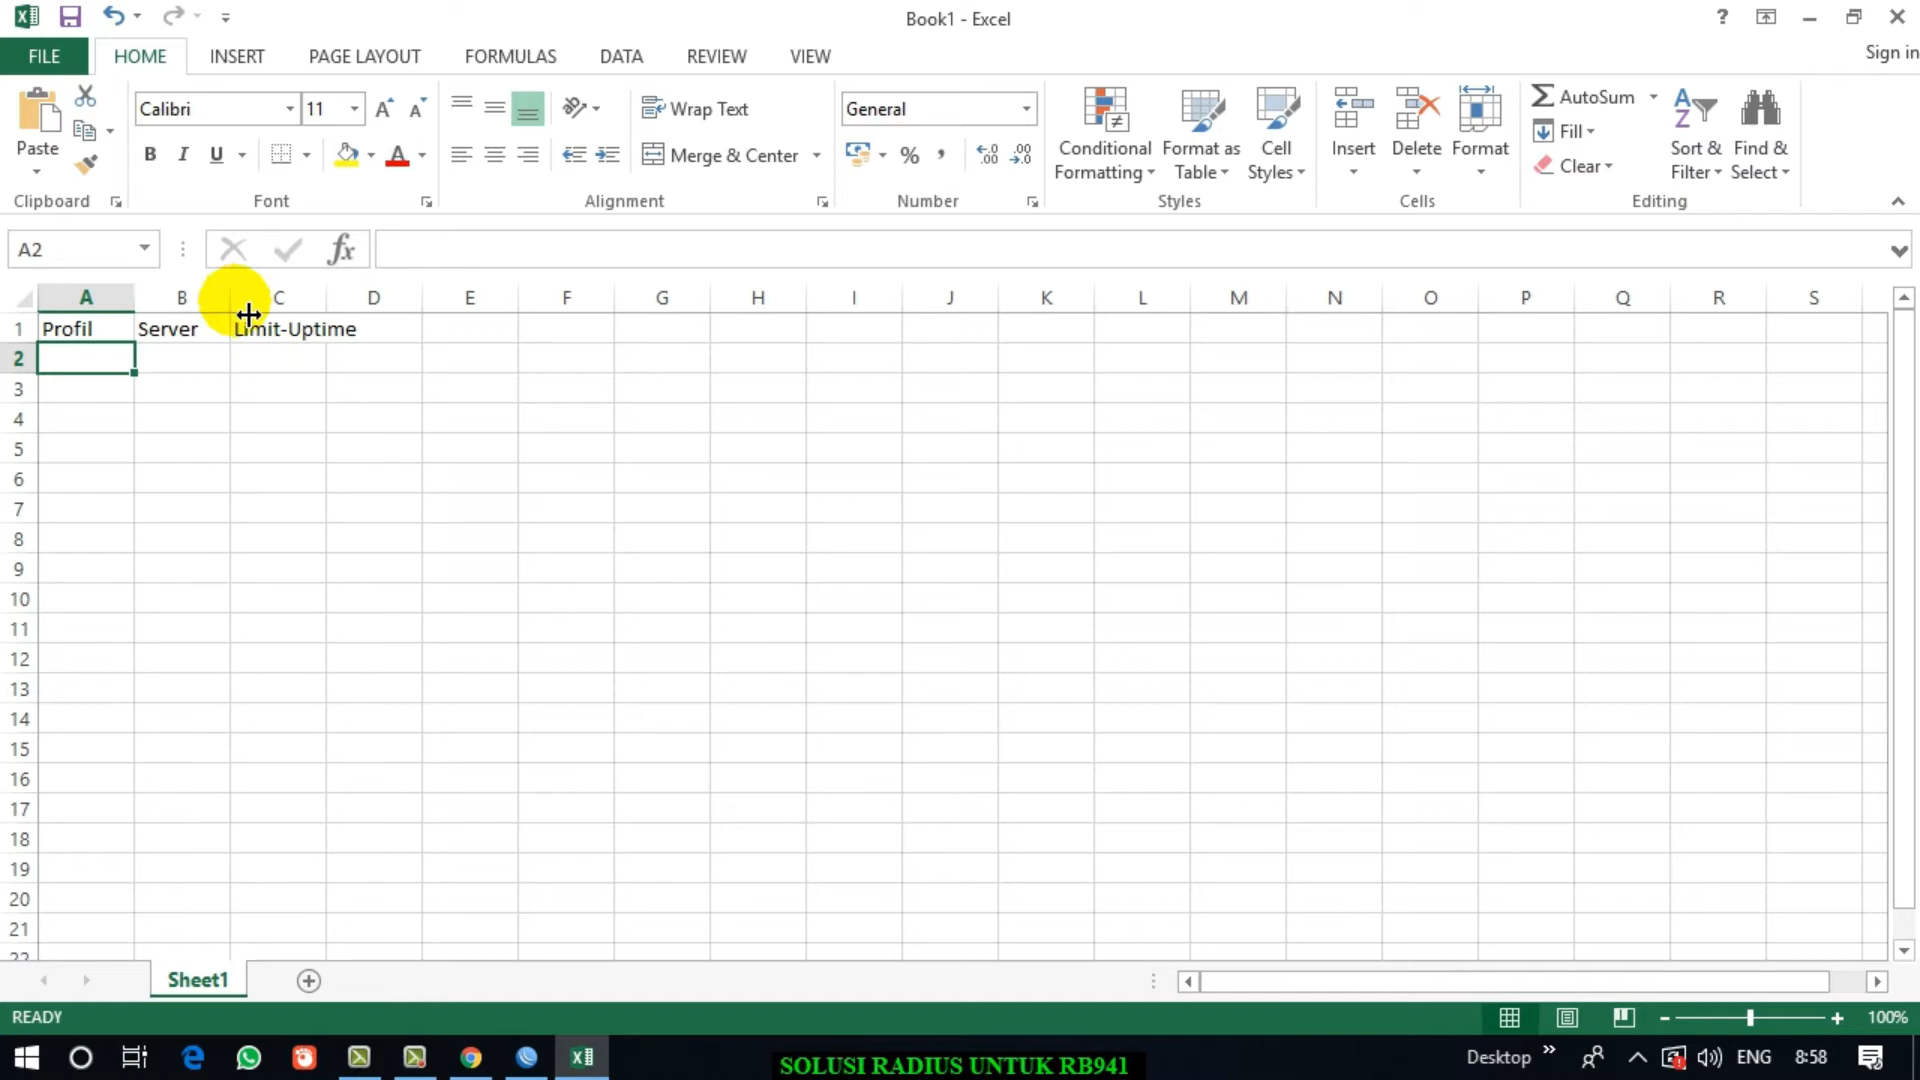 Book1 - Excel
Sign in
FILE HOME INSERT PAGE LAYOUT FORMULAS DATA REVIEW VIEW
Paste
Calibri 11
B I U A
Wrap Text
Merge & Center
General
%
Conditional Formatting
Format as Table
Cell Styles
Insert
Delete
Format
AutoSum
Fill
Clear
Sort & Filter
Find & Select
Clipboard Font Alignment Number Styles Cells Editing
A2 fx
A B C D E F G H I J K L M N O P Q R S
1 Profil Server Limit-Uptime
2
3
4
5
6
7
8
9
10
11
12
13
14
15
16
17
18
19
20
21
22
Sheet1
READY 100%
SOLUSI RADIUS UNTUK RB941
Desktop ENG 8:58